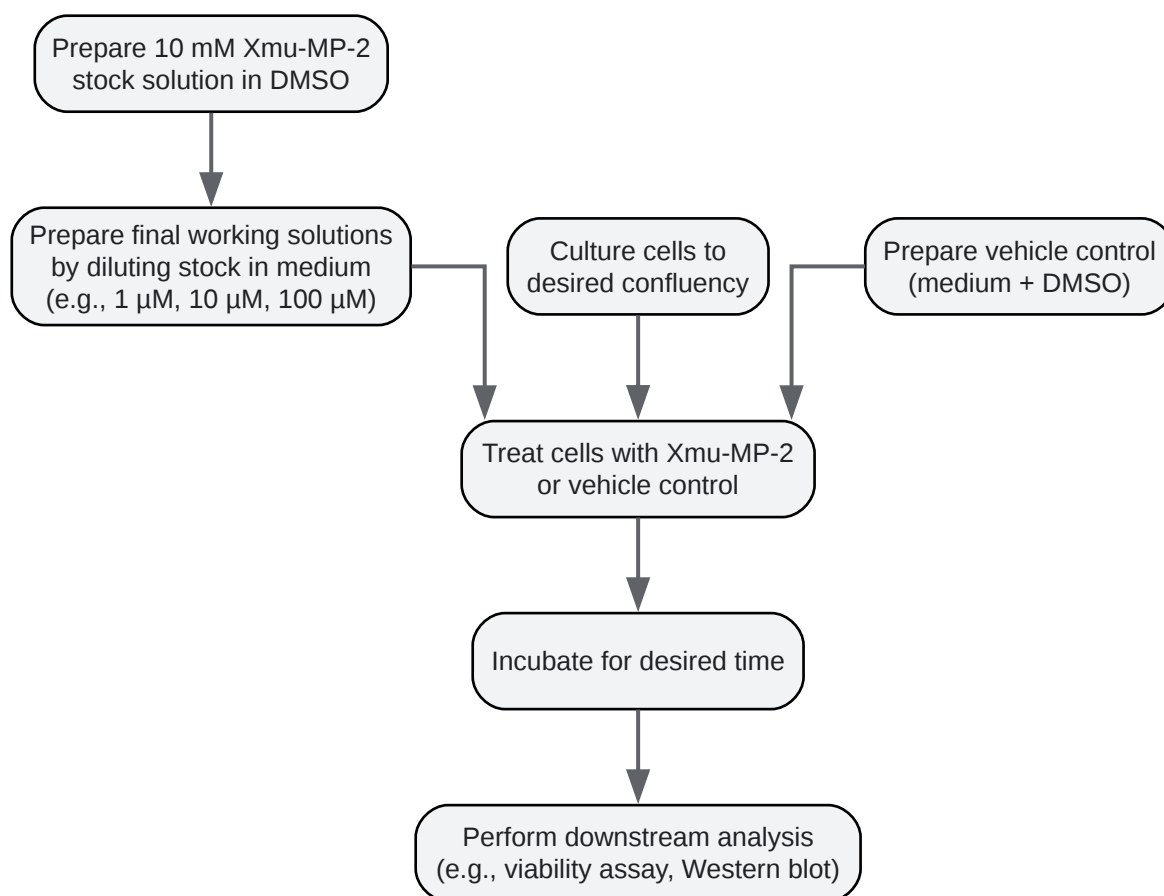 Prepare 10 mM Xmu-MP-2
stock solution in DMSO
Prepare final working solutions
by diluting stock in medium
(e.g., 1 µM, 10 µM, 100 µM)
Culture cells to
desired confluency
Prepare vehicle control
(medium + DMSO)
Treat cells with Xmu-MP-2
or vehicle control
Incubate for desired time
Perform downstream analysis
(e.g., viability assay, Western blot)